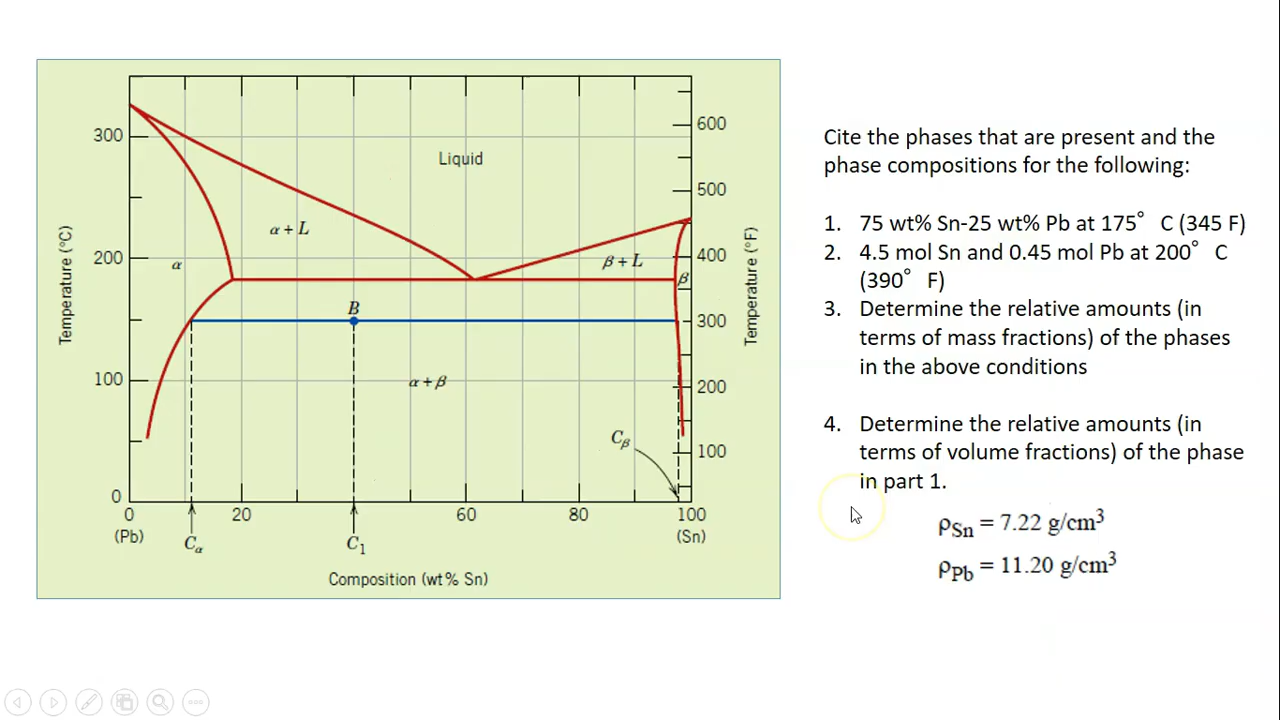 300
200
100
0
Temperature (°C)
Liquid
α + L
α
β + L
β
B
α + β
Cβ
600
500
400
300
200
100
Temperature (°F)
0 20 60 80 100
(Pb) Cα C1 (Sn)
Composition (wt% Sn)
Cite the phases that are present and the
phase compositions for the following:
1. 75 wt% Sn-25 wt% Pb at 175° C (345 F)
2. 4.5 mol Sn and 0.45 mol Pb at 200° C
(390° F)
3. Determine the relative amounts (in
terms of mass fractions) of the phases
in the above conditions
4. Determine the relative amounts (in
terms of volume fractions) of the phase
in part 1.
ρSn = 7.22 g/cm³
ρPb = 11.20 g/cm³